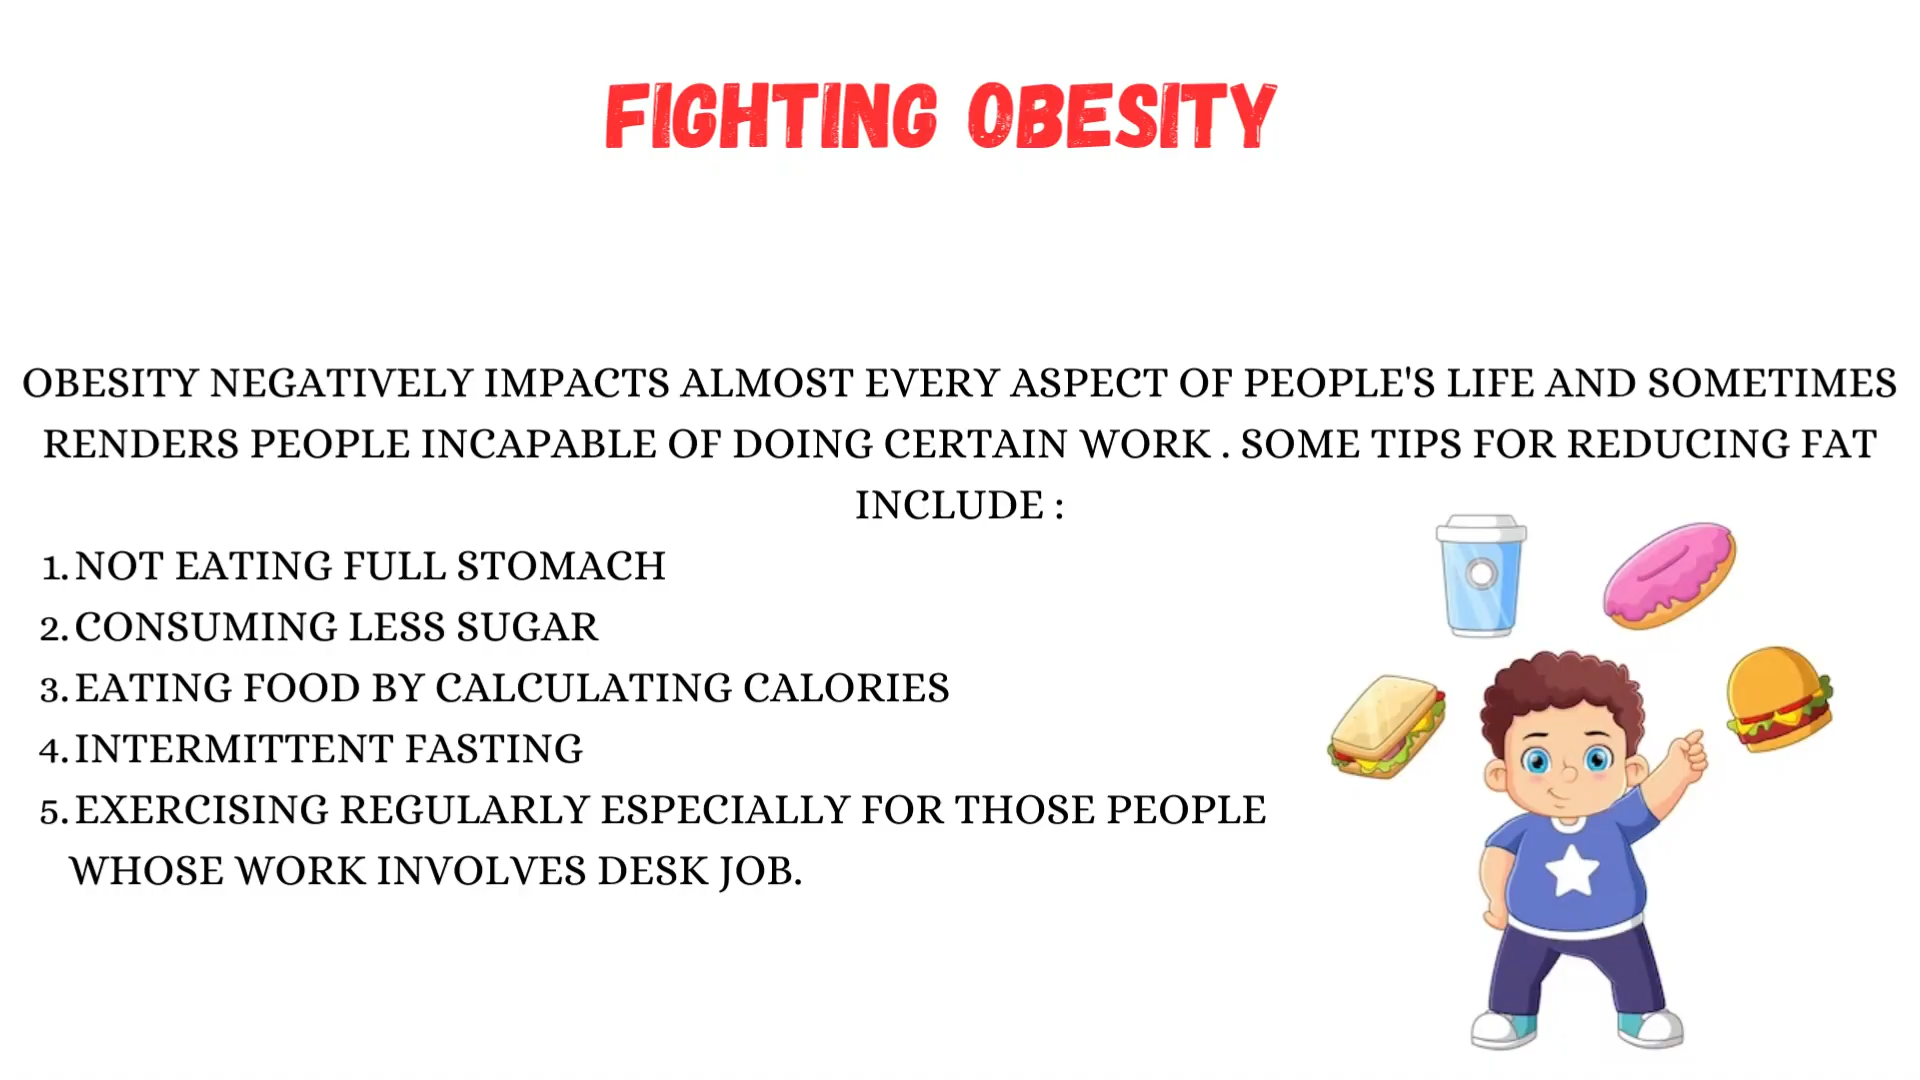 FIGHTING OBESITY
OBESITY NEGATIVELY IMPACTS ALMOST EVERY ASPECT OF PEOPLE'S LIFE AND SOMETIMES
RENDERS PEOPLE INCAPABLE OF DOING CERTAIN WORK . SOME TIPS FOR REDUCING FAT
INCLUDE :
1. NOT EATING FULL STOMACH
2. CONSUMING LESS SUGAR
3. EATING FOOD BY CALCULATING CALORIES
4. INTERMITTENT FASTING
5. EXERCISING REGULARLY ESPECIALLY FOR THOSE PEOPLE
WHOSE WORK INVOLVES DESK JOB.